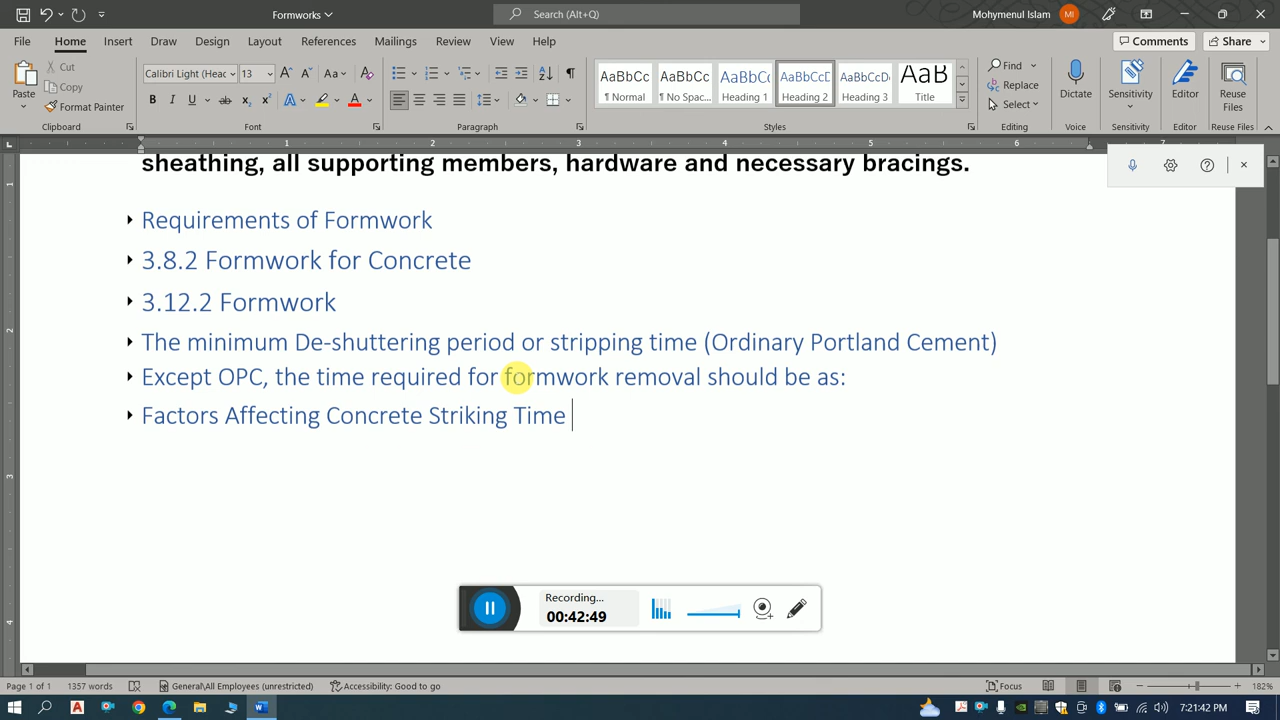 Formworks
Search (Alt+Q)
Mohymenul Islam
MI
File
Home
Insert
Draw
Design
Layout
References
Mailings
Review
View
Help
Comments
Share
Paste
Cut
Copy
Format Painter
Clipboard
Calibri Light (Head
13
Font
Paragraph
AaBbCc
¶ Normal
AaBbCc
¶ No Spac...
AaBbCc
Heading 1
AaBbCcD
Heading 2
AaBbCcDc
Heading 3
AaB
Title
Styles
Find
Replace
Select
Editing
Dictate
Voice
Sensitivity
Sensitivity
Editor
Editor
Reuse
Files
Reuse Files
sheathing, all supporting members, hardware and necessary bracings.
Requirements of Formwork
3.8.2 Formwork for Concrete
3.12.2 Formwork
The minimum De-shuttering period or stripping time (Ordinary Portland Cement)
Except OPC, the time required for formwork removal should be as:
Factors Affecting Concrete Striking Time
Recording...
00:42:49
Page 1 of 1
1357 words
General\All Employees (unrestricted)
Accessibility: Good to go
Focus
182%
7:21:42 PM